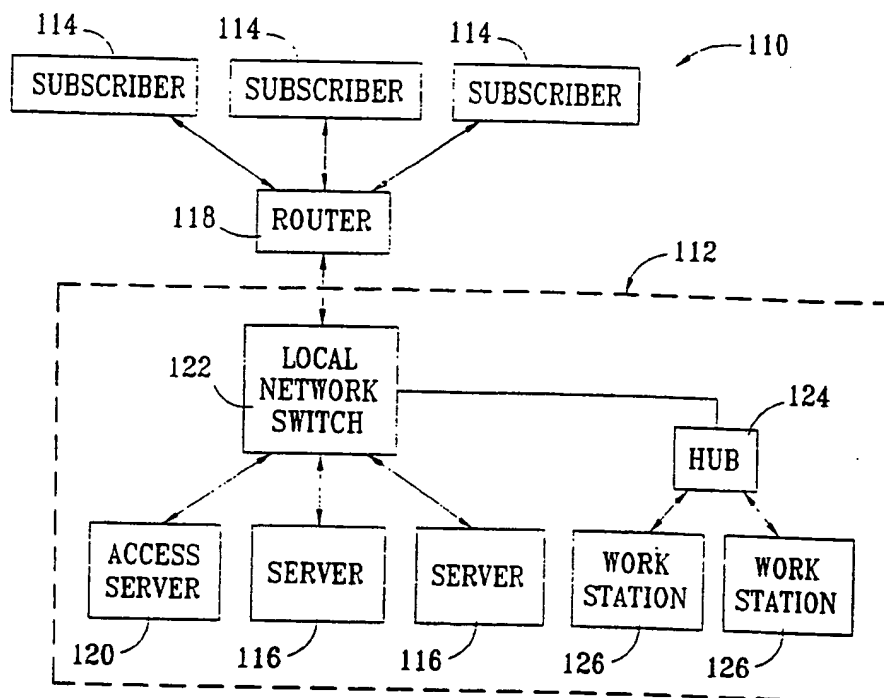 114
114
114
110
SUBSCRIBER
SUBSCRIBER
SUBSCRIBER
118
ROUTER
112
122
LOCAL
NETWORK
SWITCH
124
HUB
ACCESS
SERVER
SERVER
SERVER
WORK
STATION
WORK
STATION
120
116
116
126
126